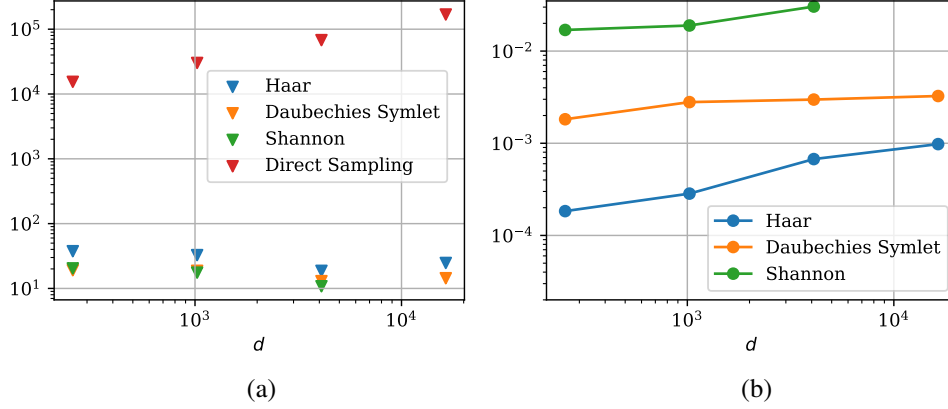 10^5
10^4
10^3
10^2
10^1
Haar
Daubechies Symlet
Shannon
Direct Sampling
10^3
10^4
d
(a)
10^-2
10^-3
10^-4
Haar
Daubechies Symlet
Shannon
10^3
10^4
d
(b)